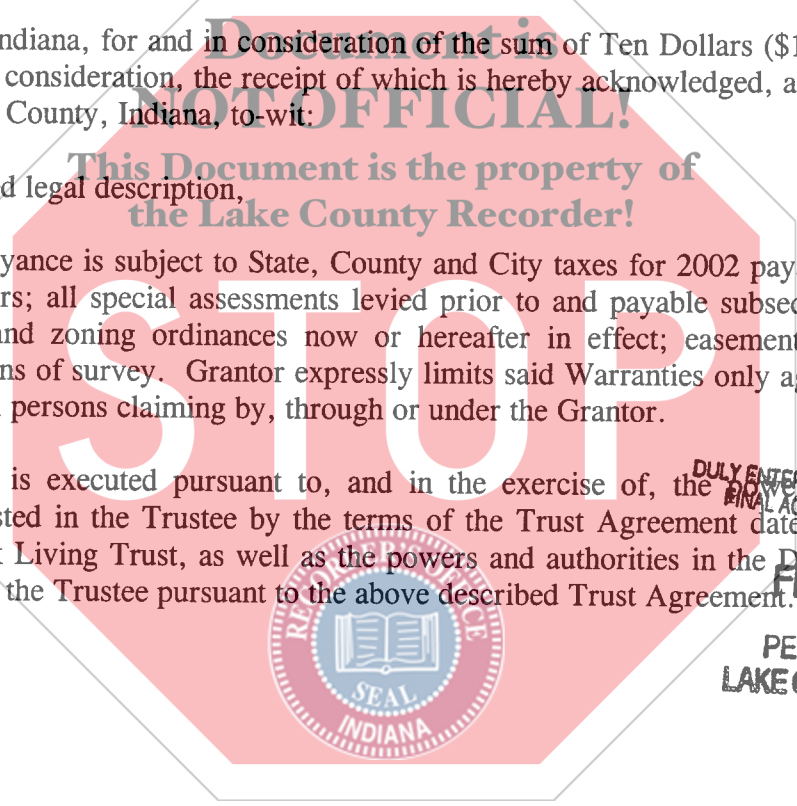 Document is
ndiana, for and in consideration of the sum of Ten Dollars ($1
consideration, the receipt of which is hereby acknowledged, a
NOT OFFICIAL!
County, Indiana, to-wit:
This Document is the property of
d legal description,
the Lake County Recorder!
yance is subject to State, County and City taxes for 2002 pay
rs; all special assessments levied prior to and payable subsec
and zoning ordinances now or hereafter in effect; easement
ns of survey. Grantor expressly limits said Warranties only a
persons claiming by, through or under the Grantor.
STOP
is executed pursuant to, and in the exercise of, the
DULY ENTE
FINAL AC
sted in the Trustee by the terms of the Trust Agreement date
Living Trust, as well as the powers and authorities in the D
the Trustee pursuant to the above described Trust Agreement.
PE
LAKE
SEAL
INDIANA